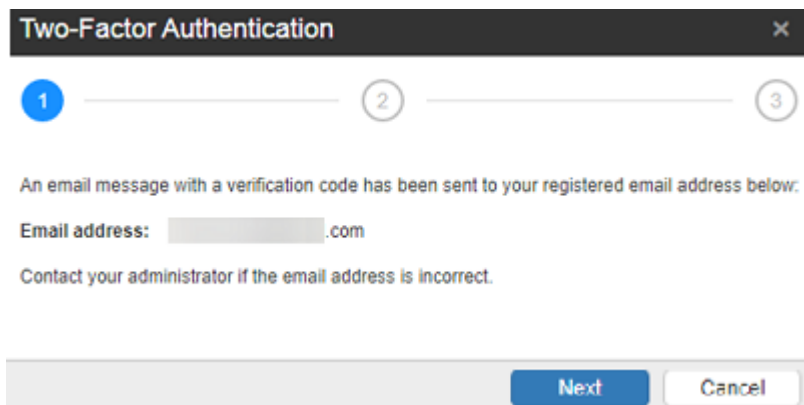 Two-Factor Authentication ×
1 2 3
An email message with a verification code has been sent to your registered email address below:
Email address: .com
Contact your administrator if the email address is incorrect.
Next Cancel